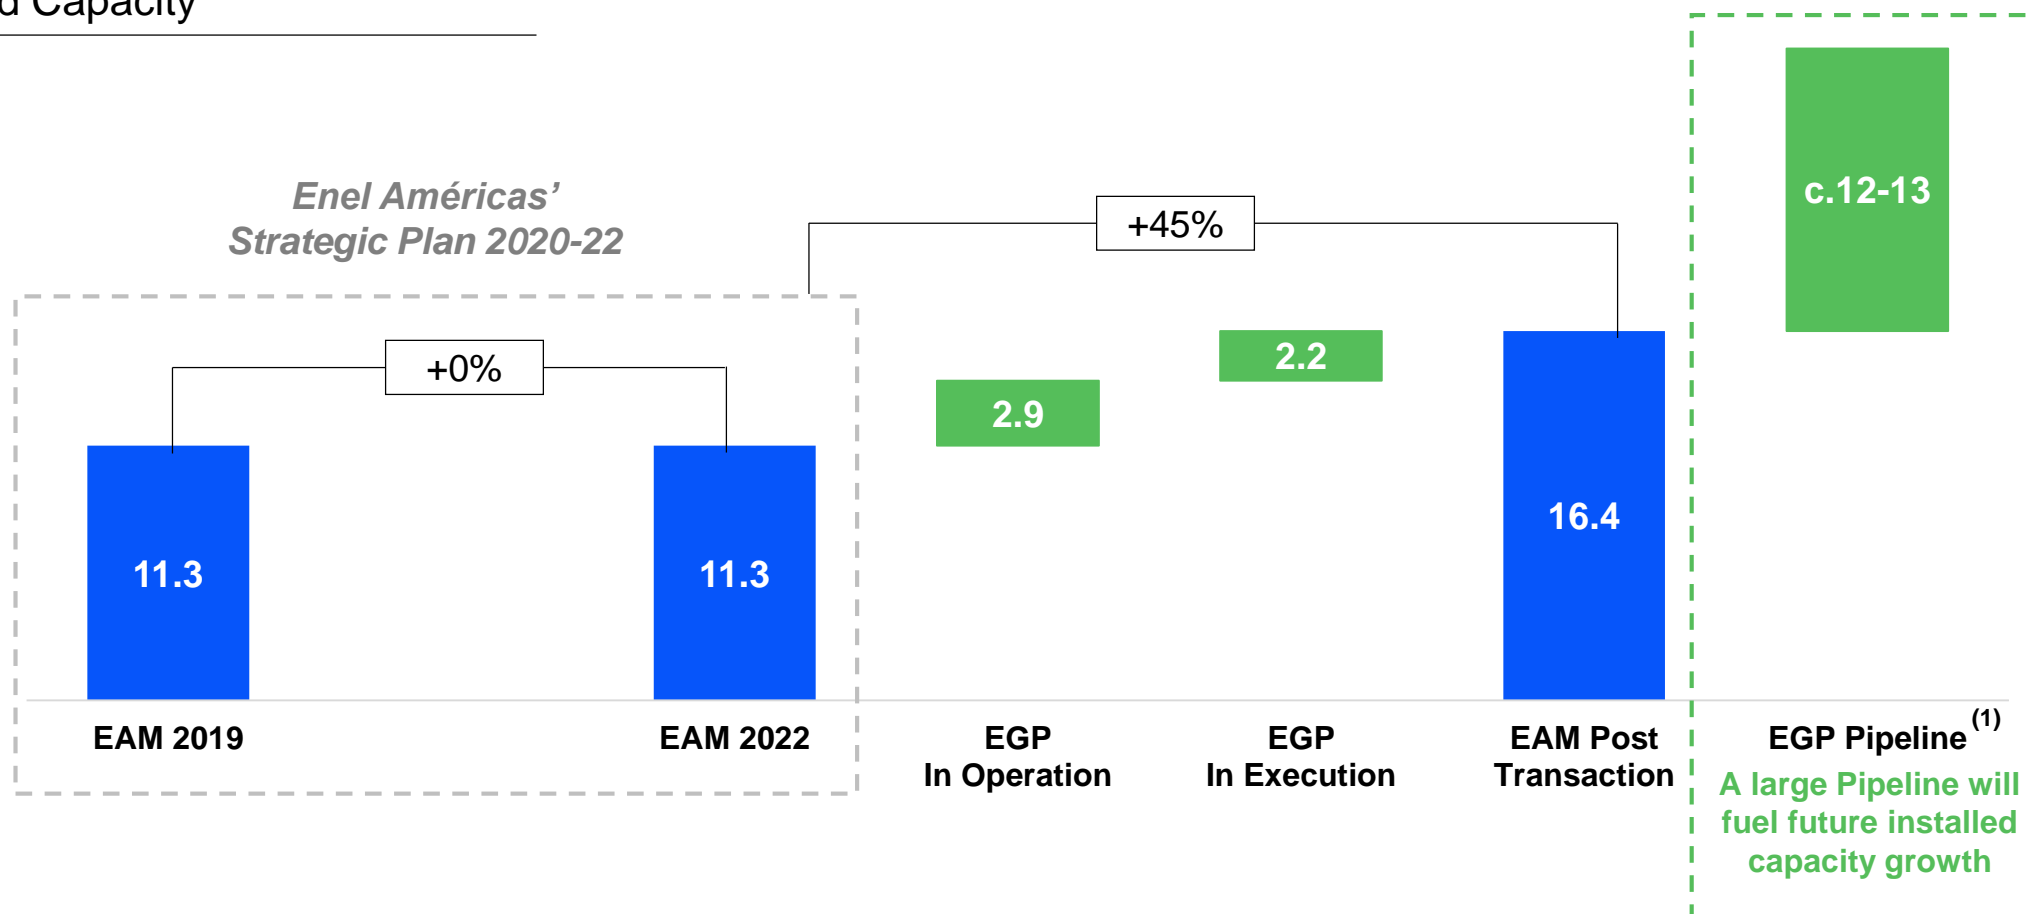 d Capacity
Enel Américas’
Strategic Plan 2020-22
+0%
+45%
c.12-13
2.9
2.2
11.3
11.3
16.4
EAM 2019
EAM 2022
EGP
In Operation
EGP
In Execution
EAM Post
Transaction
EGP Pipeline (1)
A large Pipeline will
fuel future installed
capacity growth